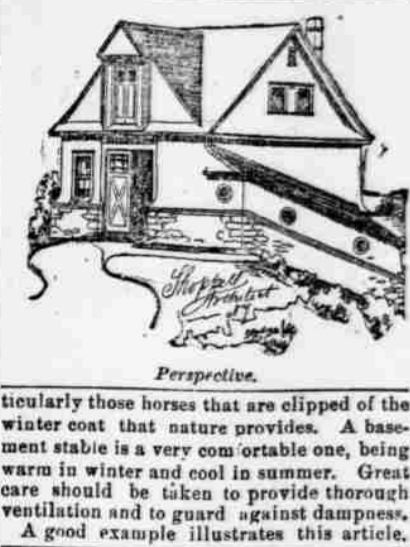 Shoppell
Architect
Perspective.
ticularly those horses that are clipped of the
winter coat that nature provides. A base-
ment stable is a very comfortable one, being
warm in winter and cool in summer. Great
care should be taken to provide thorough
ventilation and to guard against dampness.
A good example illustrates this article.